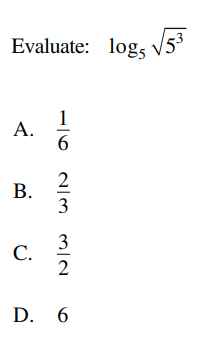 Evaluate: log₅ √5³
A. 1/6
B. 2/3
C. 3/2
D. 6